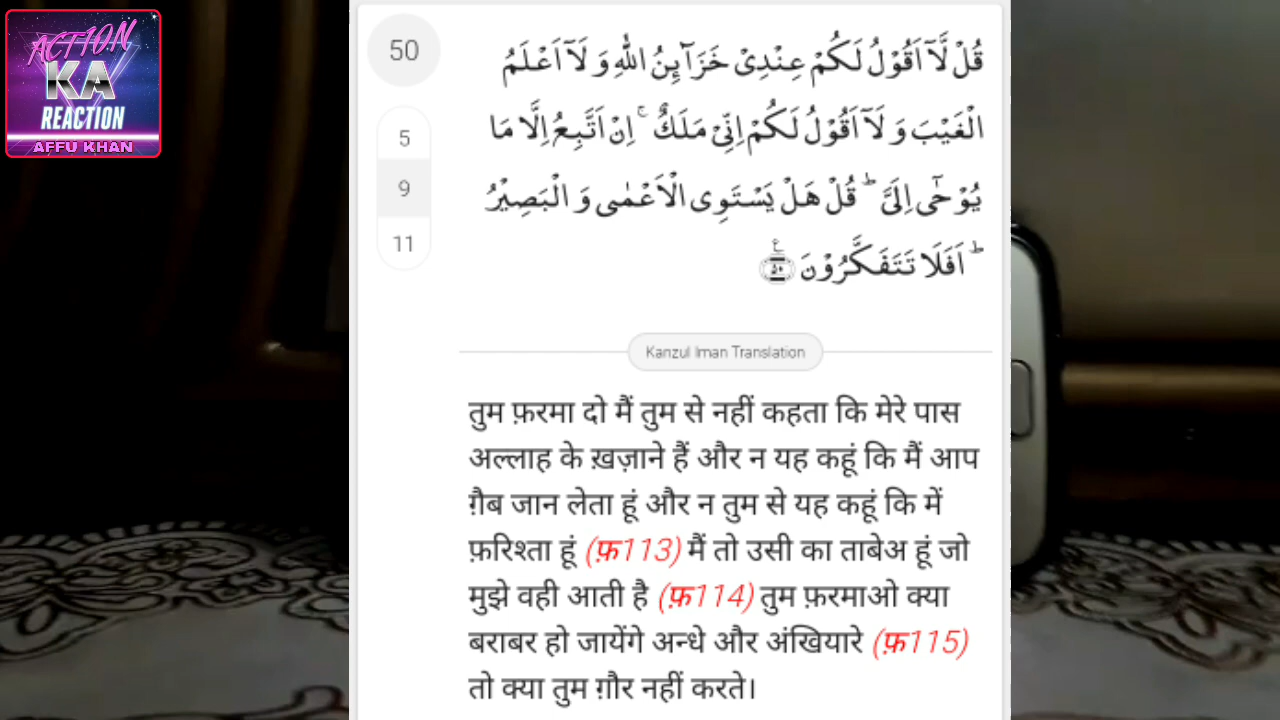 ACTION
KA
REACTION
AFFU KHAN
50
5
9
11
قُلْ لَّاۤ اَقُوْلُ لَكُمْ عِنْدِیْ خَزَآىٕنُ اللّٰهِ وَ لَاۤ اَعْلَمُ
الْغَیْبَ وَ لَاۤ اَقُوْلُ لَكُمْ اِنِّیْ مَلَكٌۚ اِنْ اَتَّبِعُ اِلَّا مَا
یُوْحٰۤى اِلَیَّؕ قُلْ هَلْ یَسْتَوِی الْاَعْمٰى وَ الْبَصِیْرُ
ؕ اَفَلَا تَتَفَكَّرُوْنَ۠ ۵۰
Kanzul Iman Translation
तुम फ़रमा दो मैं तुम से नहीं कहता कि मेरे पास
अल्लाह के ख़ज़ाने हैं और न यह कहूं कि मैं आप
ग़ैब जान लेता हूं और न तुम से यह कहूं कि में
फ़रिश्ता हूं (फ़113) मैं तो उसी का ताबेअ हूं जो
मुझे वही आती है (फ़114) तुम फ़रमाओ क्या
बराबर हो जायेंगे अन्धे और अंखियारे (फ़115)
तो क्या तुम ग़ौर नहीं करते।